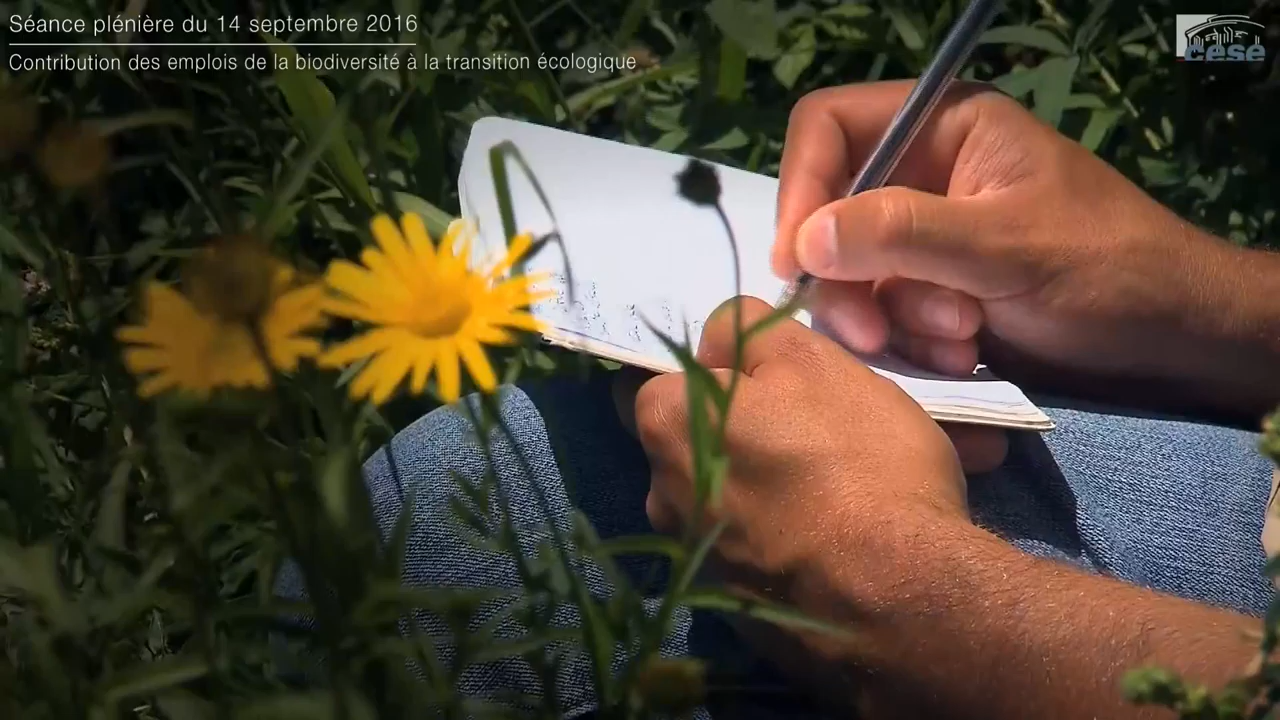 Séance plénière du 14 septembre 2016
Contribution des emplois de la biodiversité à la transition écologique
cese